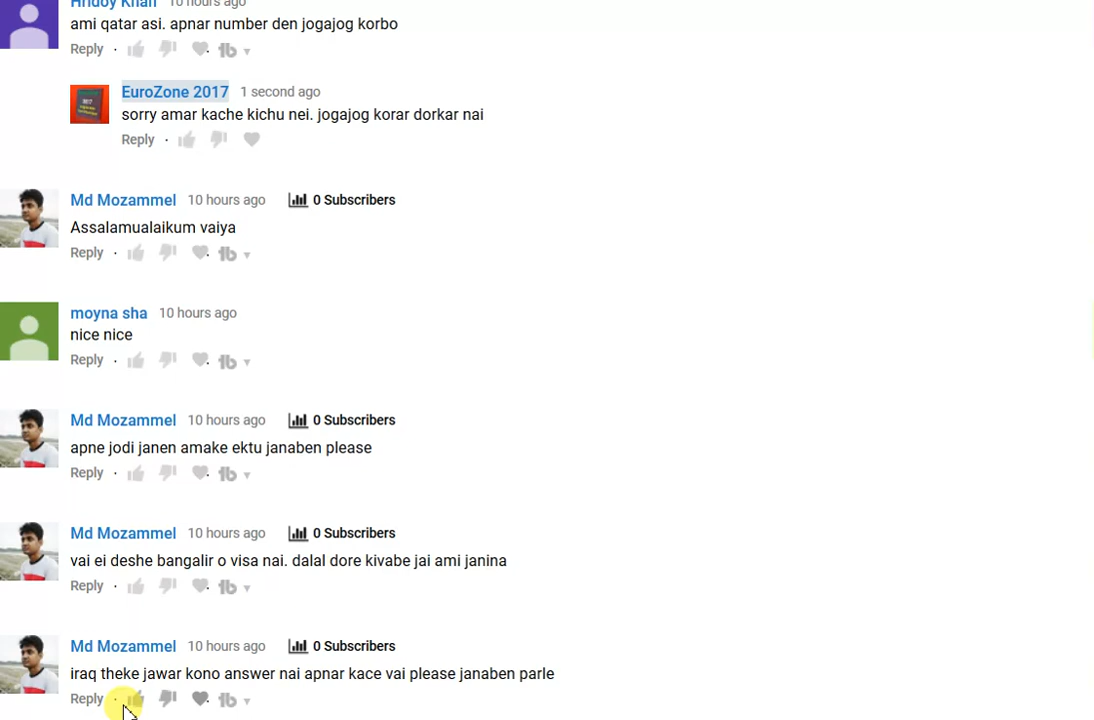 Hridoy Khan 10 hours ago
ami qatar asi. apnar number den jogajog korbo
Reply
EuroZone 2017 1 second ago
sorry amar kache kichu nei. jogajog korar dorkar nai
Reply
Md Mozammel 10 hours ago 0 Subscribers
Assalamualaikum vaiya
Reply
moyna sha 10 hours ago
nice nice
Reply
Md Mozammel 10 hours ago 0 Subscribers
apne jodi janen amake ektu janaben please
Reply
Md Mozammel 10 hours ago 0 Subscribers
vai ei deshe bangalir o visa nai. dalal dore kivabe jai ami janina
Reply
Md Mozammel 10 hours ago 0 Subscribers
iraq theke jawar kono answer nai apnar kace vai please janaben parle
Reply